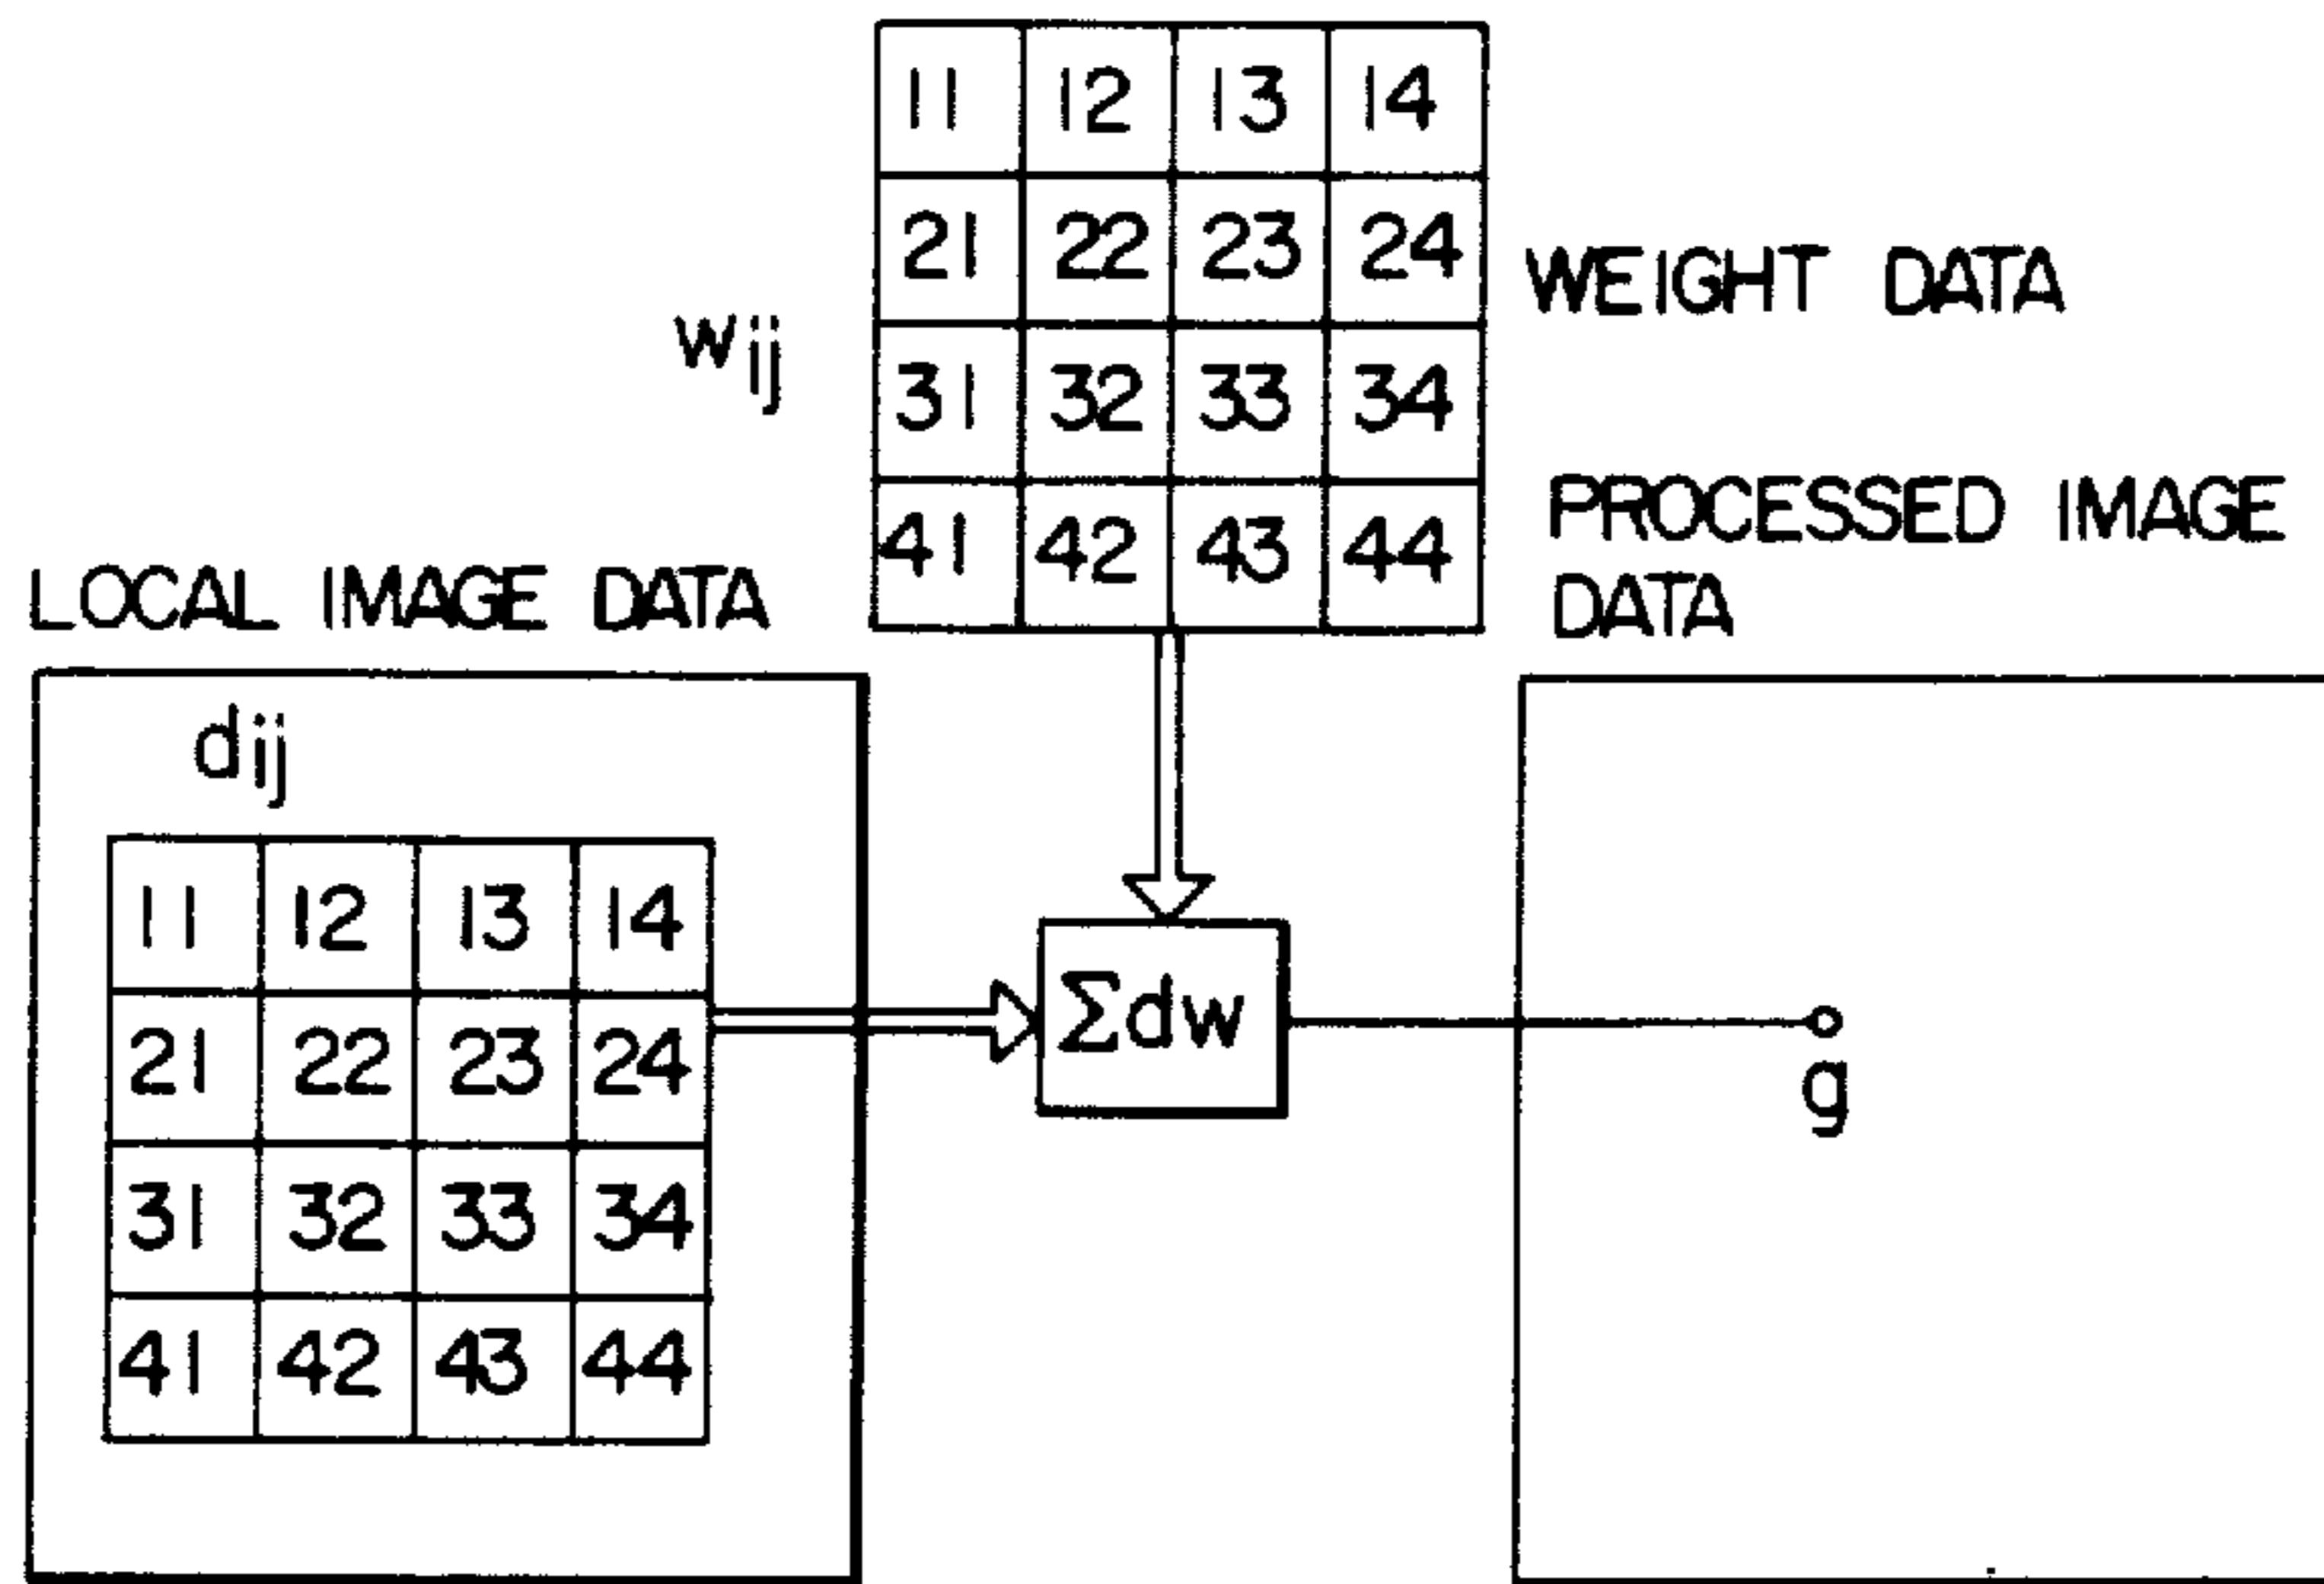 11 12 13 14
21 22 23 24
31 32 33 34
41 42 43 44
wij
WEIGHT DATA
PROCESSED IMAGE
DATA
LOCAL IMAGE DATA
dij
11 12 13 14
21 22 23 24
31 32 33 34
41 42 43 44
Σdw
g